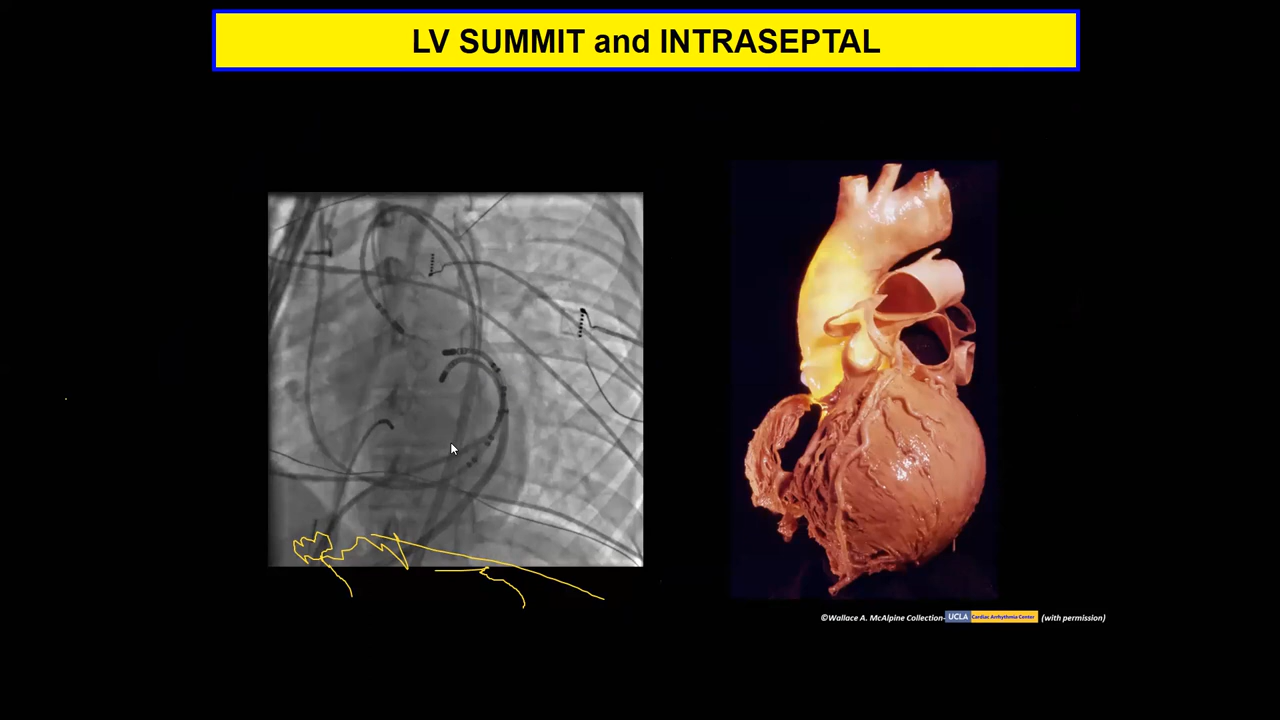 LV SUMMIT and INTRASEPTAL
©Wallace A. McAlpine Collection- UCLA Cardiac Arrhythmia Center (with permission)